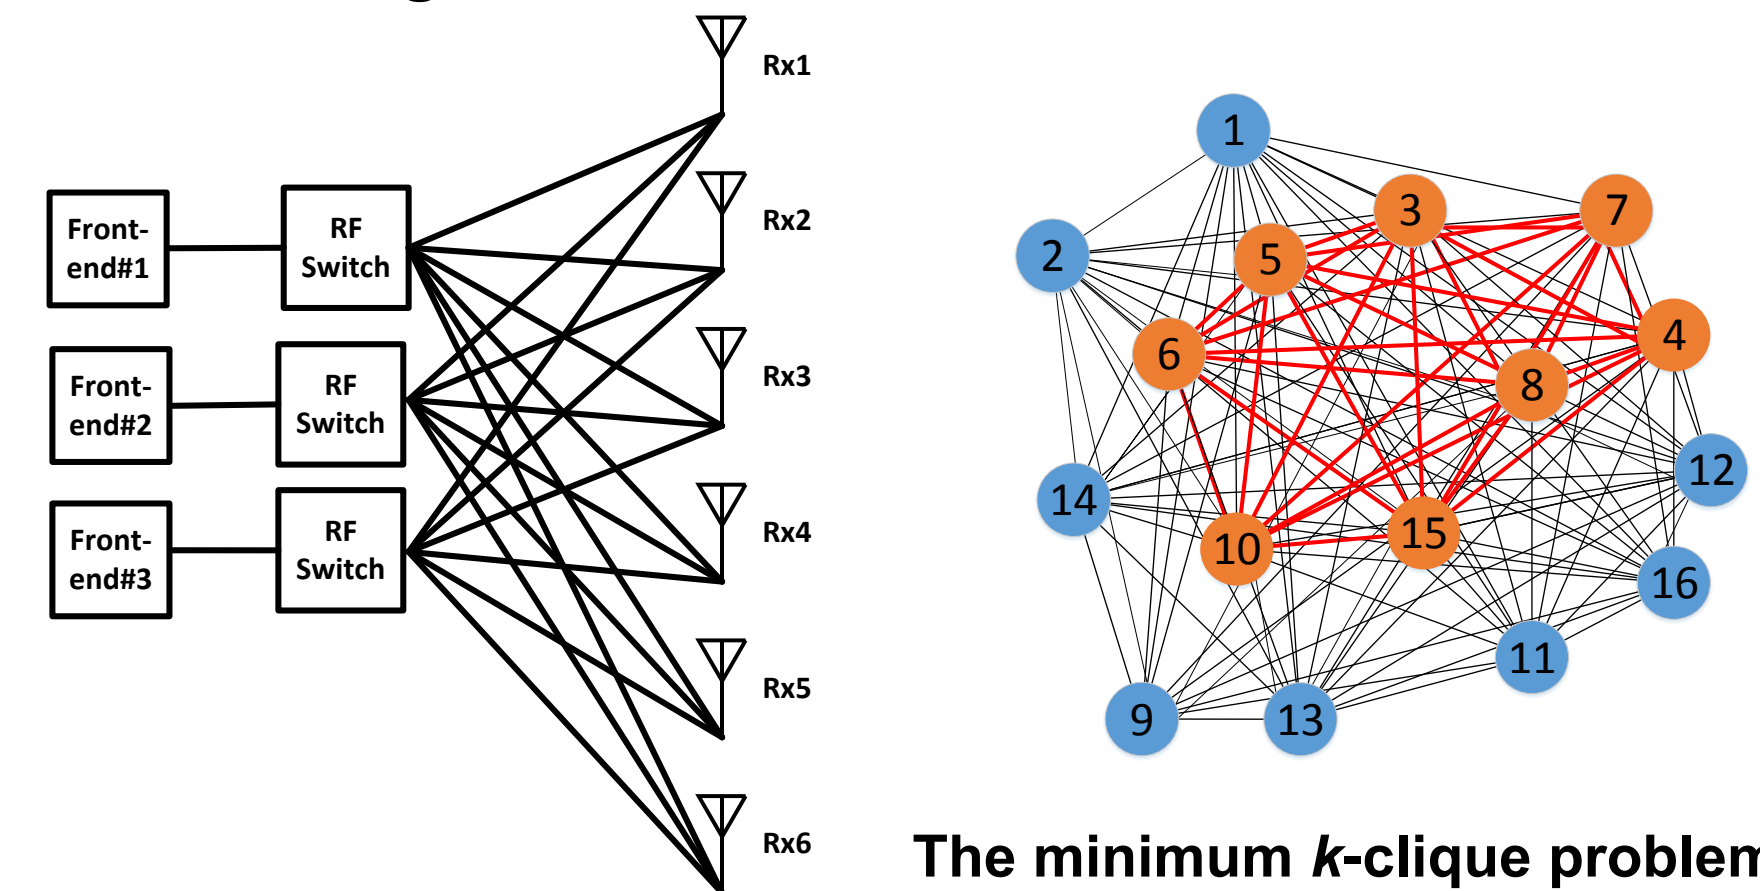 Rx1
Rx2
Rx3
Rx4
Rx5
Rx6
Front-
end#1
RF
Switch
Front-
end#2
RF
Switch
Front-
end#3
RF
Switch
1
2
3
7
5
6
4
8
14
12
10
15
16
11
9
13
The minimum k-clique problem